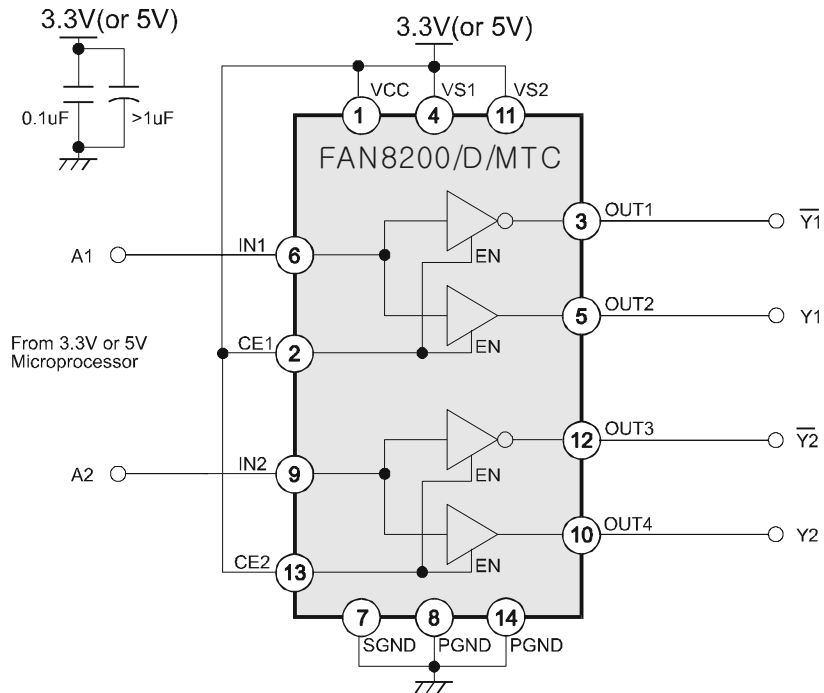 3.3V(or 5V)
3.3V(or 5V)
0.1uF
>1uF
VCC
VS1
VS2
1
4
11
FAN8200/D/MTC
A1
IN1
6
EN
3
OUT1
Y1
5
OUT2
Y1
From 3.3V or 5V
Microprocessor
CE1
2
EN
A2
IN2
9
EN
12
OUT3
Y2
10
OUT4
Y2
CE2
13
EN
7
8
14
SGND
PGND
PGND